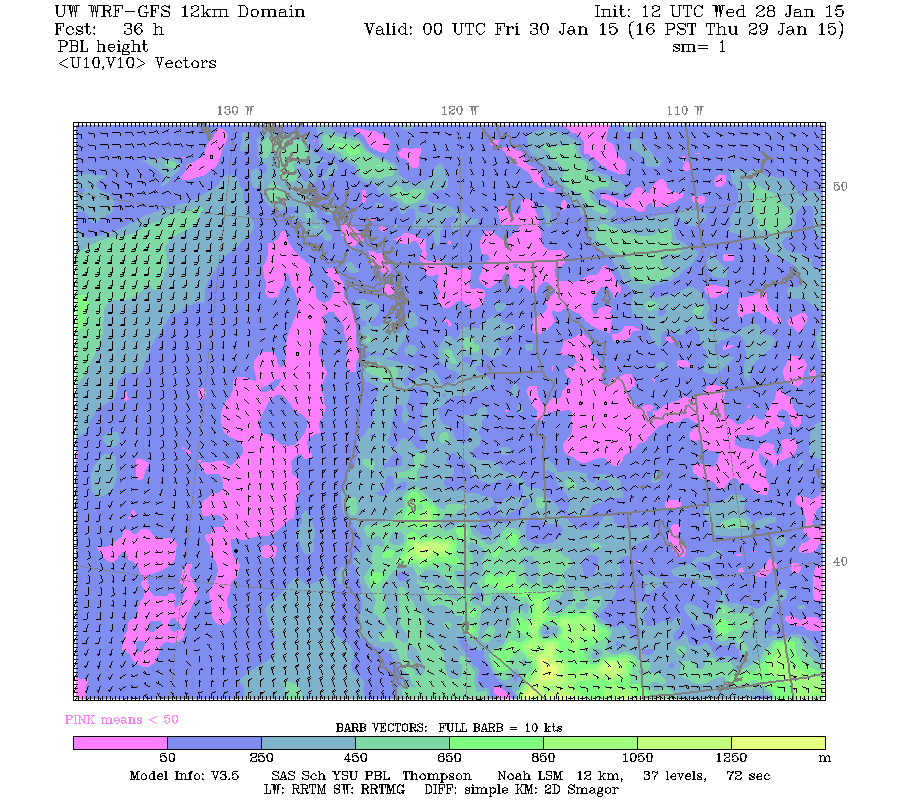 UW WRF-GFS 12km Domain Init: 12 UTC Wed 28 Jan 15
Fcst: 36 h Valid: 00 UTC Fri 30 Jan 15 (16 PST Thu 29 Jan 15)
PBL height sm= 1
<U10,V10> Vectors
130 W 120 W 110 W
50
40
PINK means < 50
BARB VECTORS: FULL BARB = 10 kts
50 250 450 650 850 1050 1250 m
Model Info: V3.5 SAS Sch YSU PBL Thompson Noah LSM 12 km, 37 levels, 72 sec
LW: RRTM SW: RRTMG DIFF: simple KM: 2D Smagor